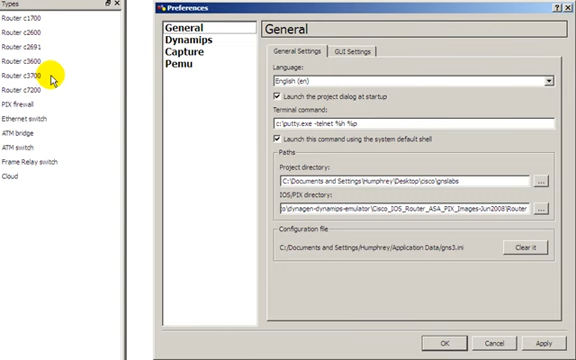 Types
Router c1700
Router c2600
Router c2691
Router c3600
Router c3700
Router c7200
PIX firewall
Ethernet switch
ATM bridge
ATM switch
Frame Relay switch
Cloud
Preferences
General
Dynamips
Capture
Pemu
General
General Settings
GUI Settings
Language:
English (en)
Launch the project dialog at startup
Terminal command:
c:\putty.exe -telnet %h %p
Launch this command using the system default shell
Paths
Project directory:
C:\Documents and Settings\Humphrey\Desktop\cisco\gnslabs
...
IOS/PIX directory:
o\dynagen-dynamips-emulator\Cisco_IOS_Router_ASA_PIX_Images-Jun2008\Router
...
Configuration file
C:/Documents and Settings/Humphrey/Application Data/gns3.ini
Clear it
OK
Cancel
Apply